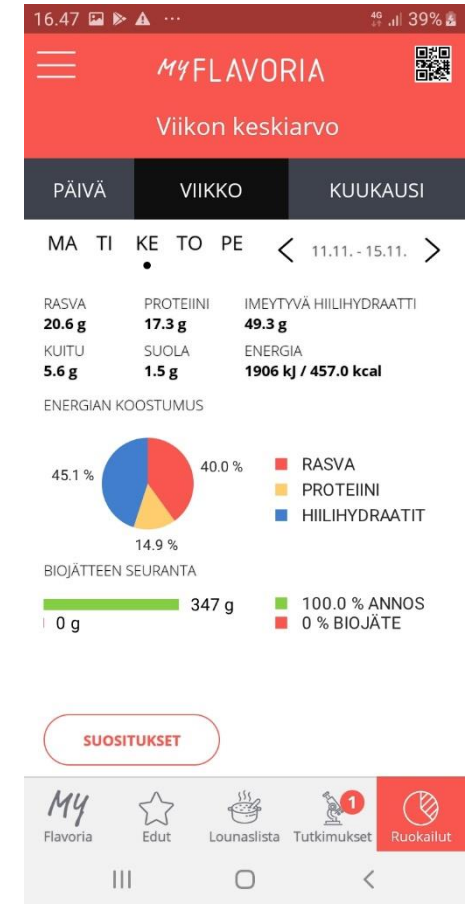 16.47 ... 4G 39%
MYFLAVORIA
Viikon keskiarvo
PÄIVÄ VIIKKO KUUKAUSI
MA TI KE TO PE < 11.11. - 15.11. >
RASVA PROTEIINI IMEYTYVÄ HIILIHYDRAATTI
20.6 g 17.3 g 49.3 g
KUITU SUOLA ENERGIA
5.6 g 1.5 g 1906 kJ / 457.0 kcal
ENERGIAN KOOSTUMUS
45.1 % 40.0 % RASVA
PROTEIINI
HIILIHYDRAATIT
14.9 %
BIOJÄTTEEN SEURANTA
347 g 100.0 % ANNOS
0 g 0 % BIOJÄTE
SUOSITUKSET
MY 1
Flavoria Edut Lounaslista Tutkimukset Ruokailut